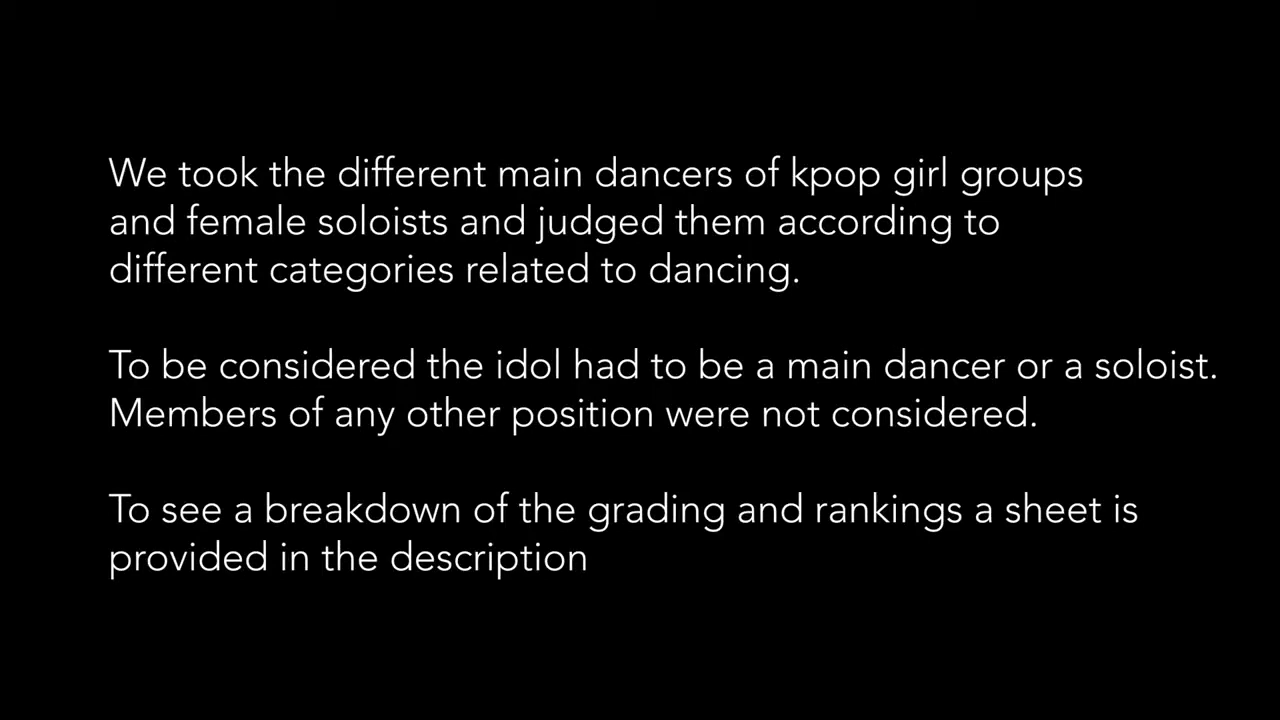 We took the different main dancers of kpop girl groups
and female soloists and judged them according to
different categories related to dancing.
To be considered the idol had to be a main dancer or a soloist.
Members of any other position were not considered.
To see a breakdown of the grading and rankings a sheet is
provided in the description